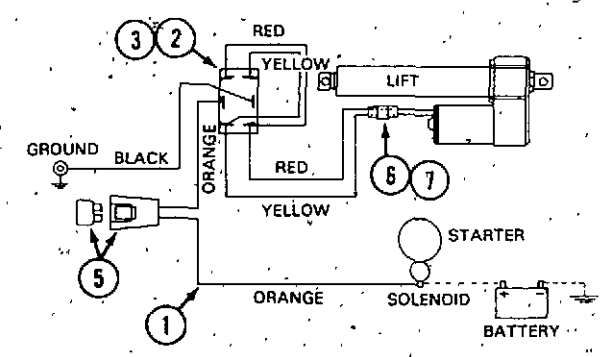 RED
3 2
YELLOW
LIFT
GROUND
BLACK
ORANGE
RED
6 7
YELLOW
5
STARTER
1
ORANGE
SOLENOID
+ −
BATTERY